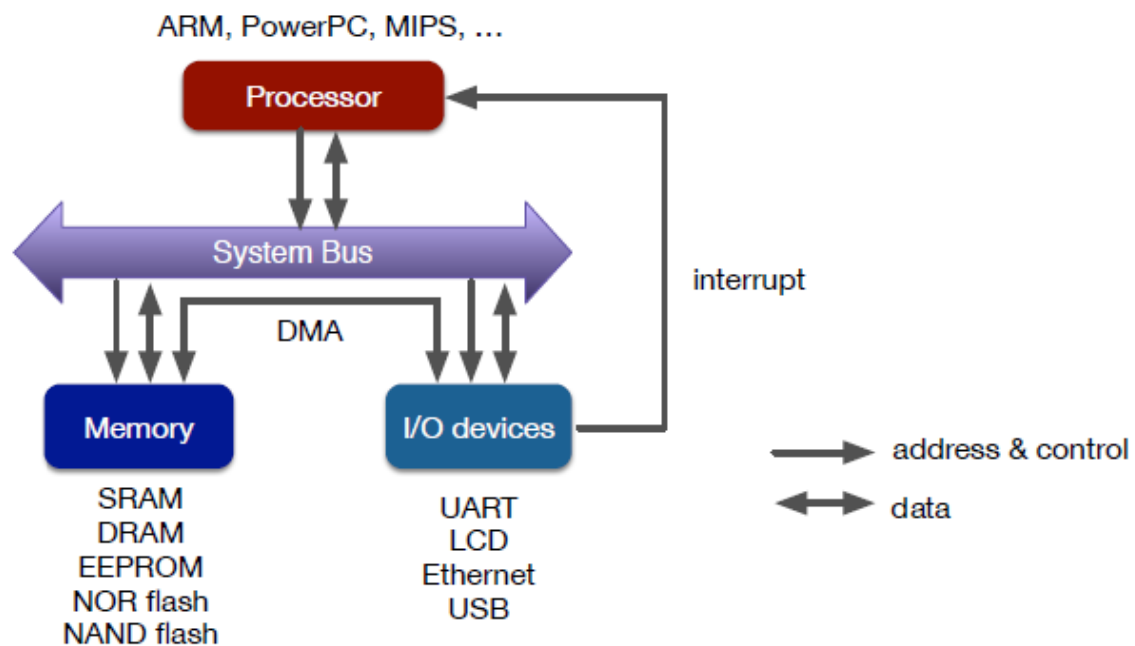 ARM, PowerPC, MIPS, ...
Processor
System Bus
interrupt
DMA
Memory
I/O devices
address & control
data
SRAM
DRAM
EEPROM
NOR flash
NAND flash
UART
LCD
Ethernet
USB